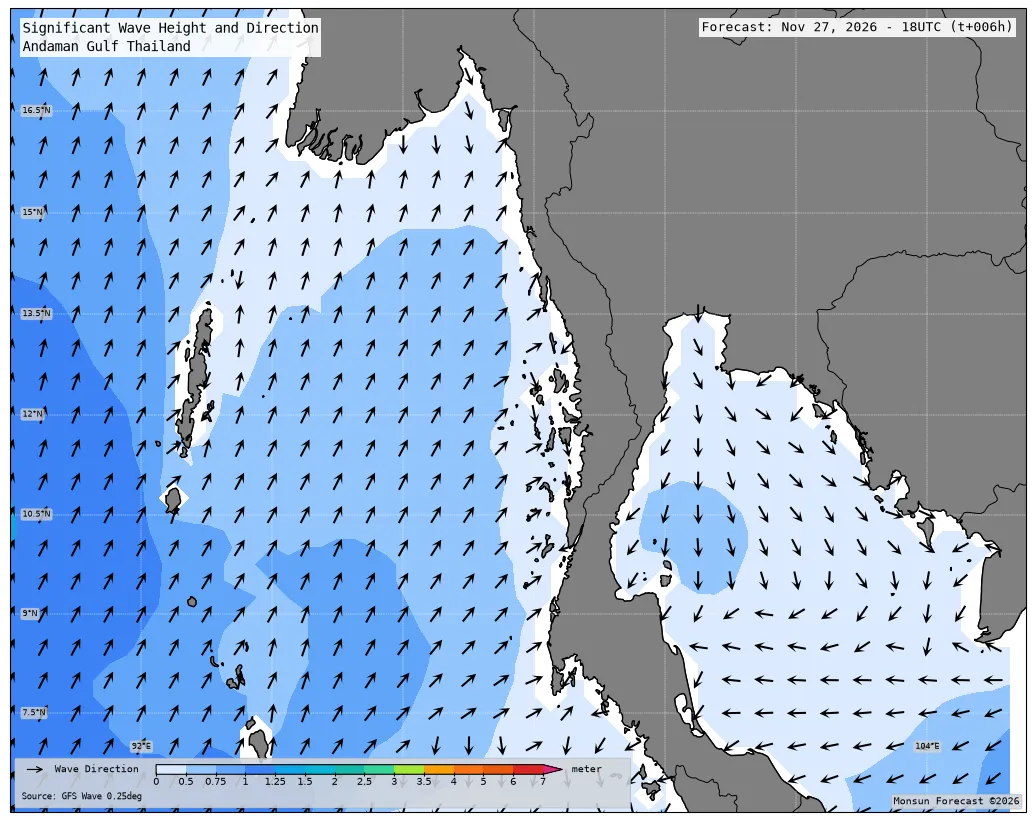 Significant Wave Height and Direction
Andaman Gulf Thailand
Forecast: Nov 27, 2026 - 18UTC (t+006h)
16.5°N
15°N
13.5°N
12°N
10.5°N
9°N
7.5°N
92°E
104°E
Wave Direction
meter
0.5 0.75 1 1.25 1.5 2 2.5 3 3.5 4 5 6 7
Source: GFS Wave 0.25deg
Monsun Forecast ©2026